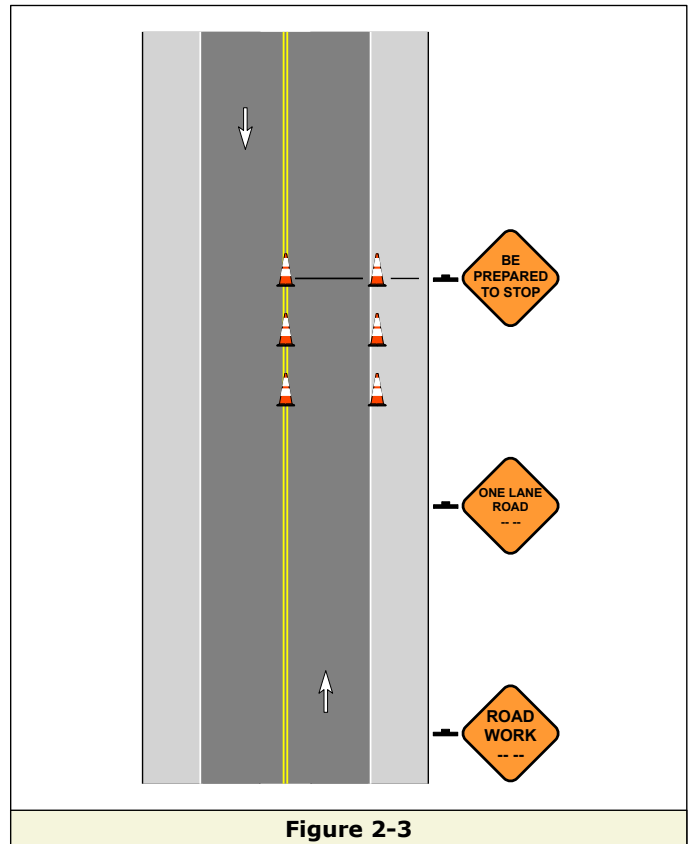 BE
PREPARED
TO STOP
ONE LANE
ROAD
-- --
ROAD
WORK
-- --
Figure 2-3